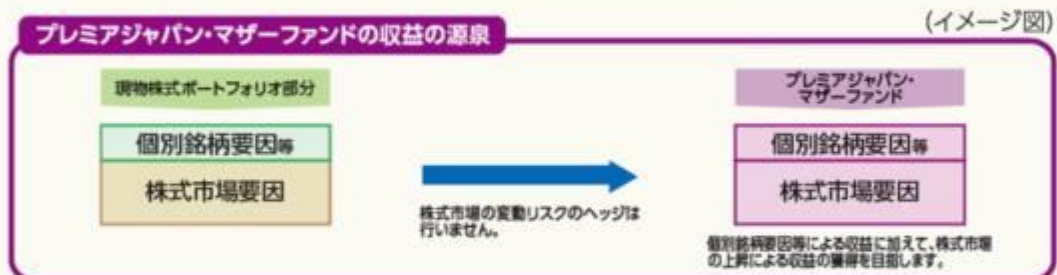 (イメージ図)
プレミアジャパン・マザーファンドの収益の源泉
現物株式ポートフォリオ部分
個別銘柄要因等
株式市場要因
株式市場の変動リスクのヘッジは
行いません。
プレミアジャパン・
マザーファンド
個別銘柄要因等
株式市場要因
個別銘柄要因等による収益に加えて、株式市場
の上昇による収益の獲得を目指します。